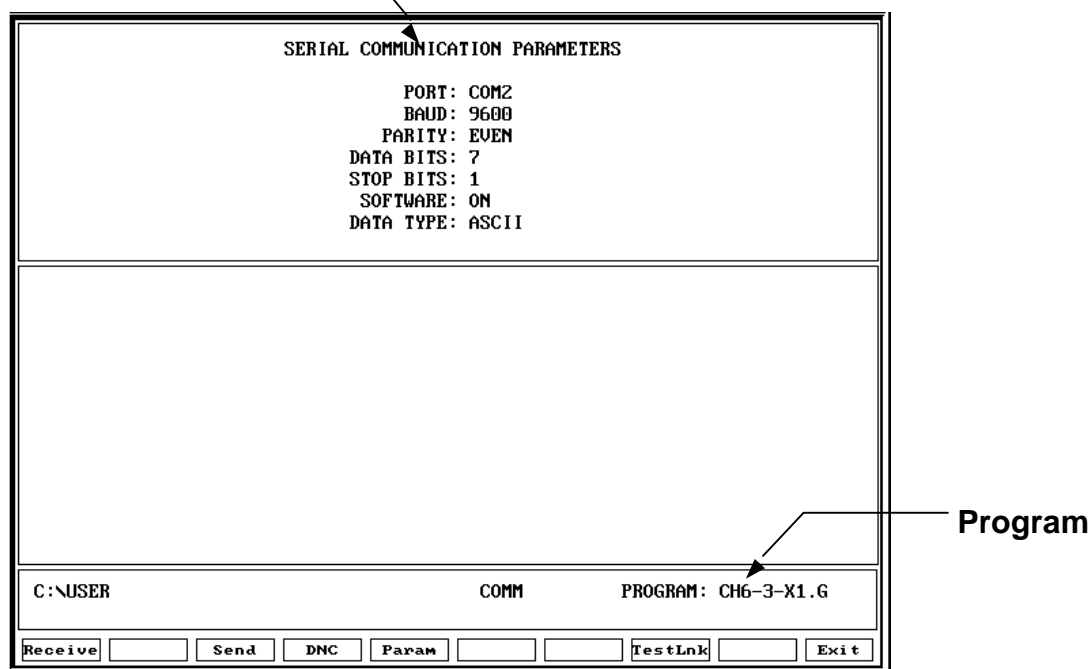 SERIAL COMMUNICATION PARAMETERS
PORT: COM2
BAUD: 9600
PARITY: EVEN
DATA BITS: 7
STOP BITS: 1
SOFTWARE: ON
DATA TYPE: ASCII
Program
C:\USER COMM PROGRAM: CH6-3-X1.G
Receive Send DNC Param TestLnk Exit